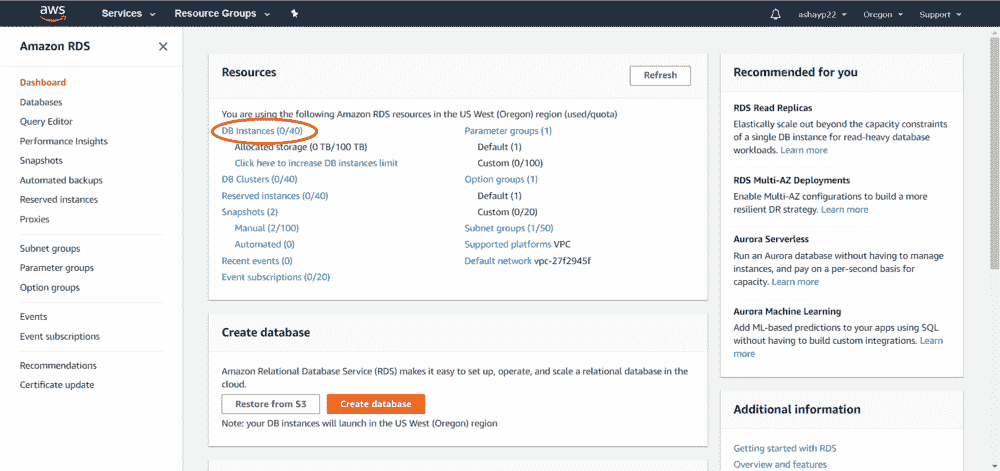 aws
Services
Resource Groups
ashayp22
Oregon
Support
Amazon RDS
Dashboard
Databases
Query Editor
Performance Insights
Snapshots
Automated backups
Reserved instances
Proxies
Subnet groups
Parameter groups
Option groups
Events
Event subscriptions
Recommendations
Certificate update
Resources
Refresh
You are using the following Amazon RDS resources in the US West (Oregon) region (used/quota)
DB Instances (0/40)
Allocated storage (0 TB/100 TB)
Click here to increase DB instances limit
DB Clusters (0/40)
Reserved instances (0/40)
Snapshots (2)
Manual (2/100)
Automated (0)
Recent events (0)
Event subscriptions (0/20)
Parameter groups (1)
Default (1)
Custom (0/100)
Option groups (1)
Default (1)
Custom (0/20)
Subnet groups (1/50)
Supported platforms VPC
Default network vpc-27f2945f
Create database
Amazon Relational Database Service (RDS) makes it easy to set up, operate, and scale a relational database in the
cloud.
Restore from S3
Create database
Note: your DB instances will launch in the US West (Oregon) region
Recommended for you
RDS Read Replicas
Elastically scale out beyond the capacity constraints
of a single DB instance for read-heavy database
workloads. Learn more
RDS Multi-AZ Deployments
Enable Multi-AZ configurations to build a more
resilient DR strategy. Learn more
Aurora Serverless
Run an Aurora database without having to manage
instances, and pay on a per-second basis for
capacity. Learn more
Aurora Machine Learning
Add ML-based predictions to your apps using SQL
without having to build custom integrations. Learn
more
Additional information
Getting started with RDS
Overview and features